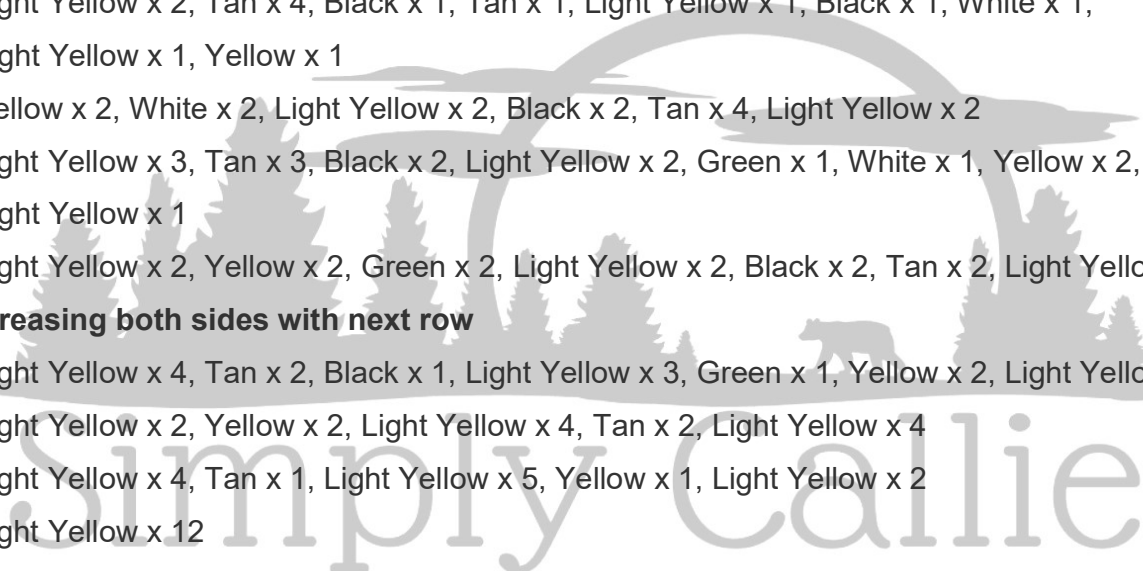 ght Yellow x 2, Tan x 4, Black x 1, Tan x 1, Light Yellow x 1, Black x 1, White x 1,
ght Yellow x 1, Yellow x 1
ellow x 2, White x 2, Light Yellow x 2, Black x 2, Tan x 4, Light Yellow x 2
ght Yellow x 3, Tan x 3, Black x 2, Light Yellow x 2, Green x 1, White x 1, Yellow x 2,
ght Yellow x 1
ght Yellow x 2, Yellow x 2, Green x 2, Light Yellow x 2, Black x 2, Tan x 2, Light Yello
reasing both sides with next row
ght Yellow x 4, Tan x 2, Black x 1, Light Yellow x 3, Green x 1, Yellow x 2, Light Yello
ght Yellow x 2, Yellow x 2, Light Yellow x 4, Tan x 2, Light Yellow x 4
ght Yellow x 4, Tan x 1, Light Yellow x 5, Yellow x 1, Light Yellow x 2
ght Yellow x 12
Simply Callie